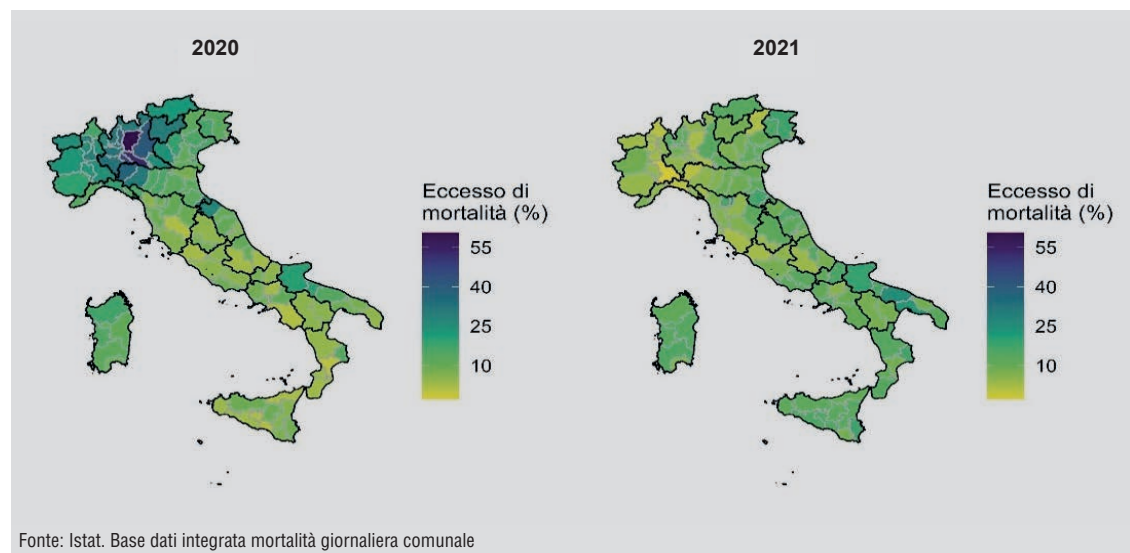 2020
2021
Eccesso di
mortalità (%)
55
40
25
10
Eccesso di
mortalità (%)
55
40
25
10
Fonte: Istat. Base dati integrata mortalità giornaliera comunale